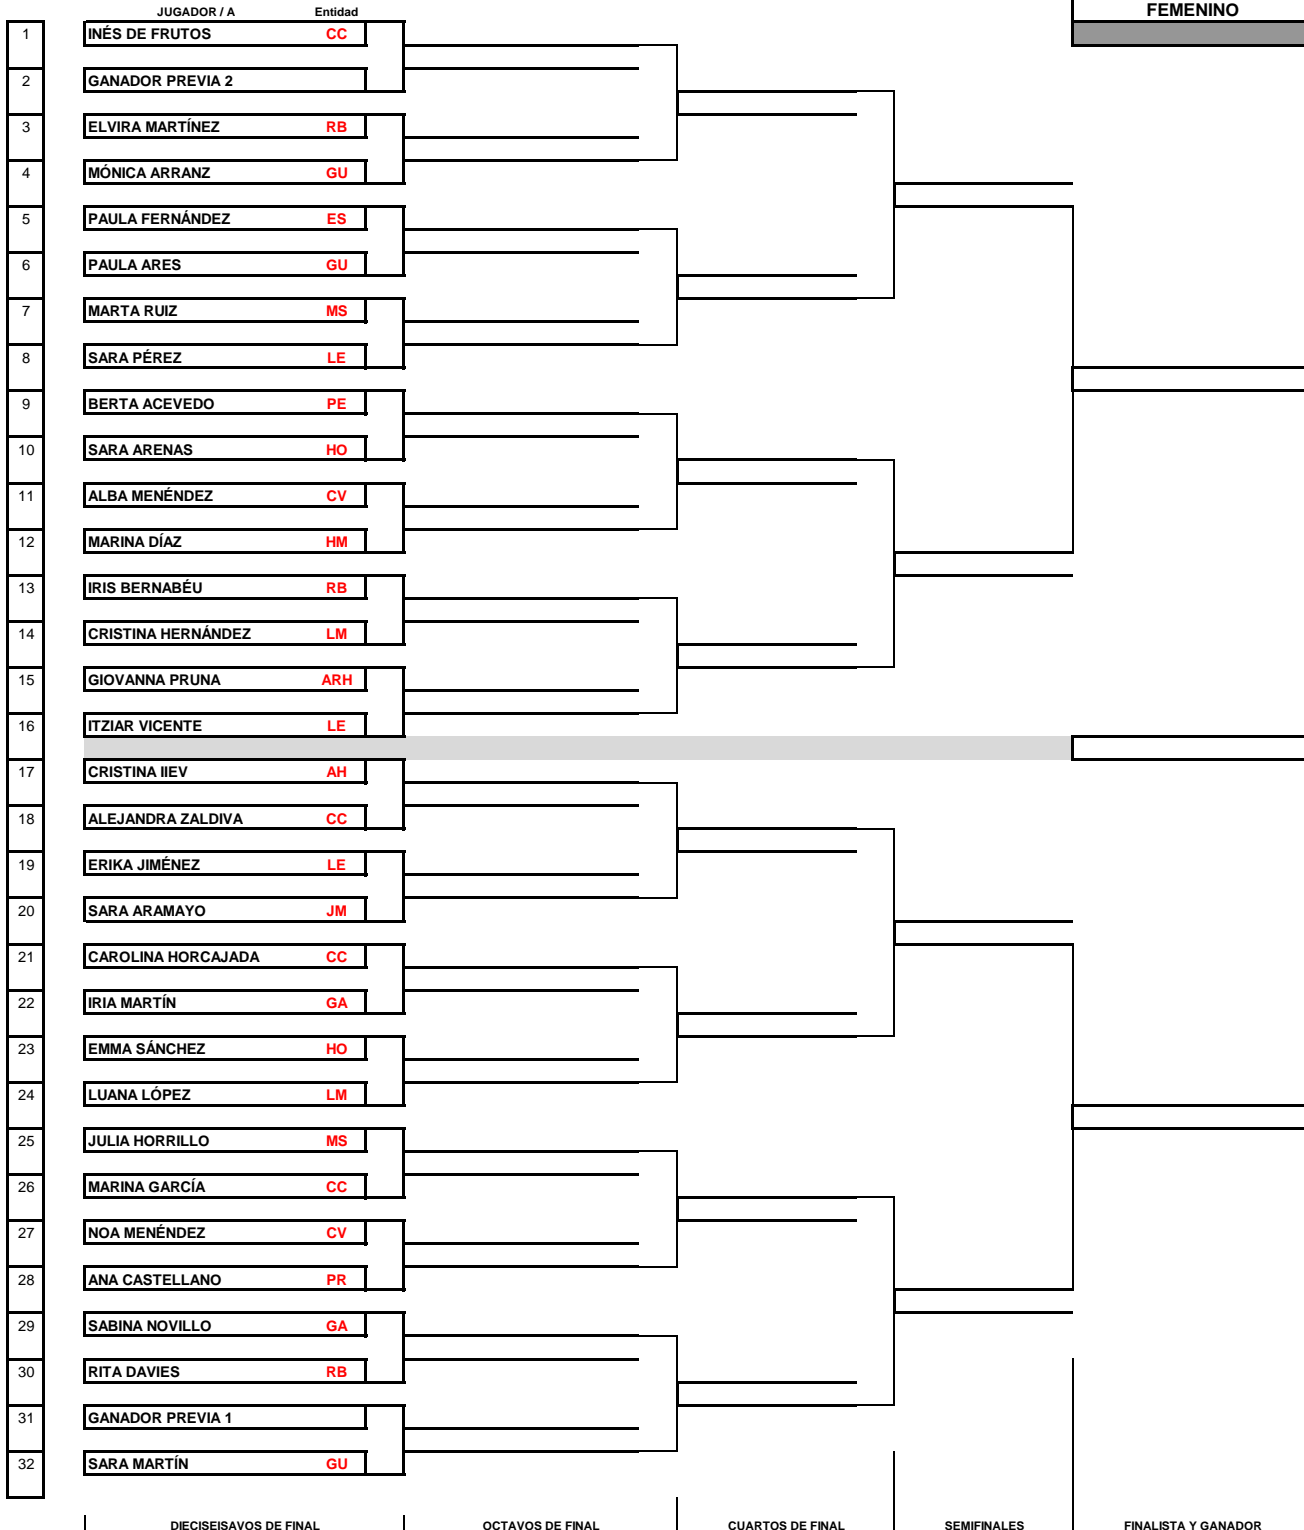 JUGADOR / A Entidad FEMENINO
1 INÉS DE FRUTOS CC
2 GANADOR PREVIA 2
3 ELVIRA MARTÍNEZ RB
4 MÓNICA ARRANZ GU
5 PAULA FERNÁNDEZ ES
6 PAULA ARES GU
7 MARTA RUIZ MS
8 SARA PÉREZ LE
9 BERTA ACEVEDO PE
10 SARA ARENAS HO
11 ALBA MENÉNDEZ CV
12 MARINA DÍAZ HM
13 IRIS BERNABÉU RB
14 CRISTINA HERNÁNDEZ LM
15 GIOVANNA PRUNA ARH
16 ITZIAR VICENTE LE
17 CRISTINA IIEV AH
18 ALEJANDRA ZALDIVA CC
19 ERIKA JIMÉNEZ LE
20 SARA ARAMAYO JM
21 CAROLINA HORCAJADA CC
22 IRIA MARTÍN GA
23 EMMA SÁNCHEZ HO
24 LUANA LÓPEZ LM
25 JULIA HORRILLO MS
26 MARINA GARCÍA CC
27 NOA MENÉNDEZ CV
28 ANA CASTELLANO PR
29 SABINA NOVILLO GA
30 RITA DAVIES RB
31 GANADOR PREVIA 1
32 SARA MARTÍN GU
DIECISEISAVOS DE FINAL OCTAVOS DE FINAL CUARTOS DE FINAL SEMIFINALES FINALISTA Y GANADOR